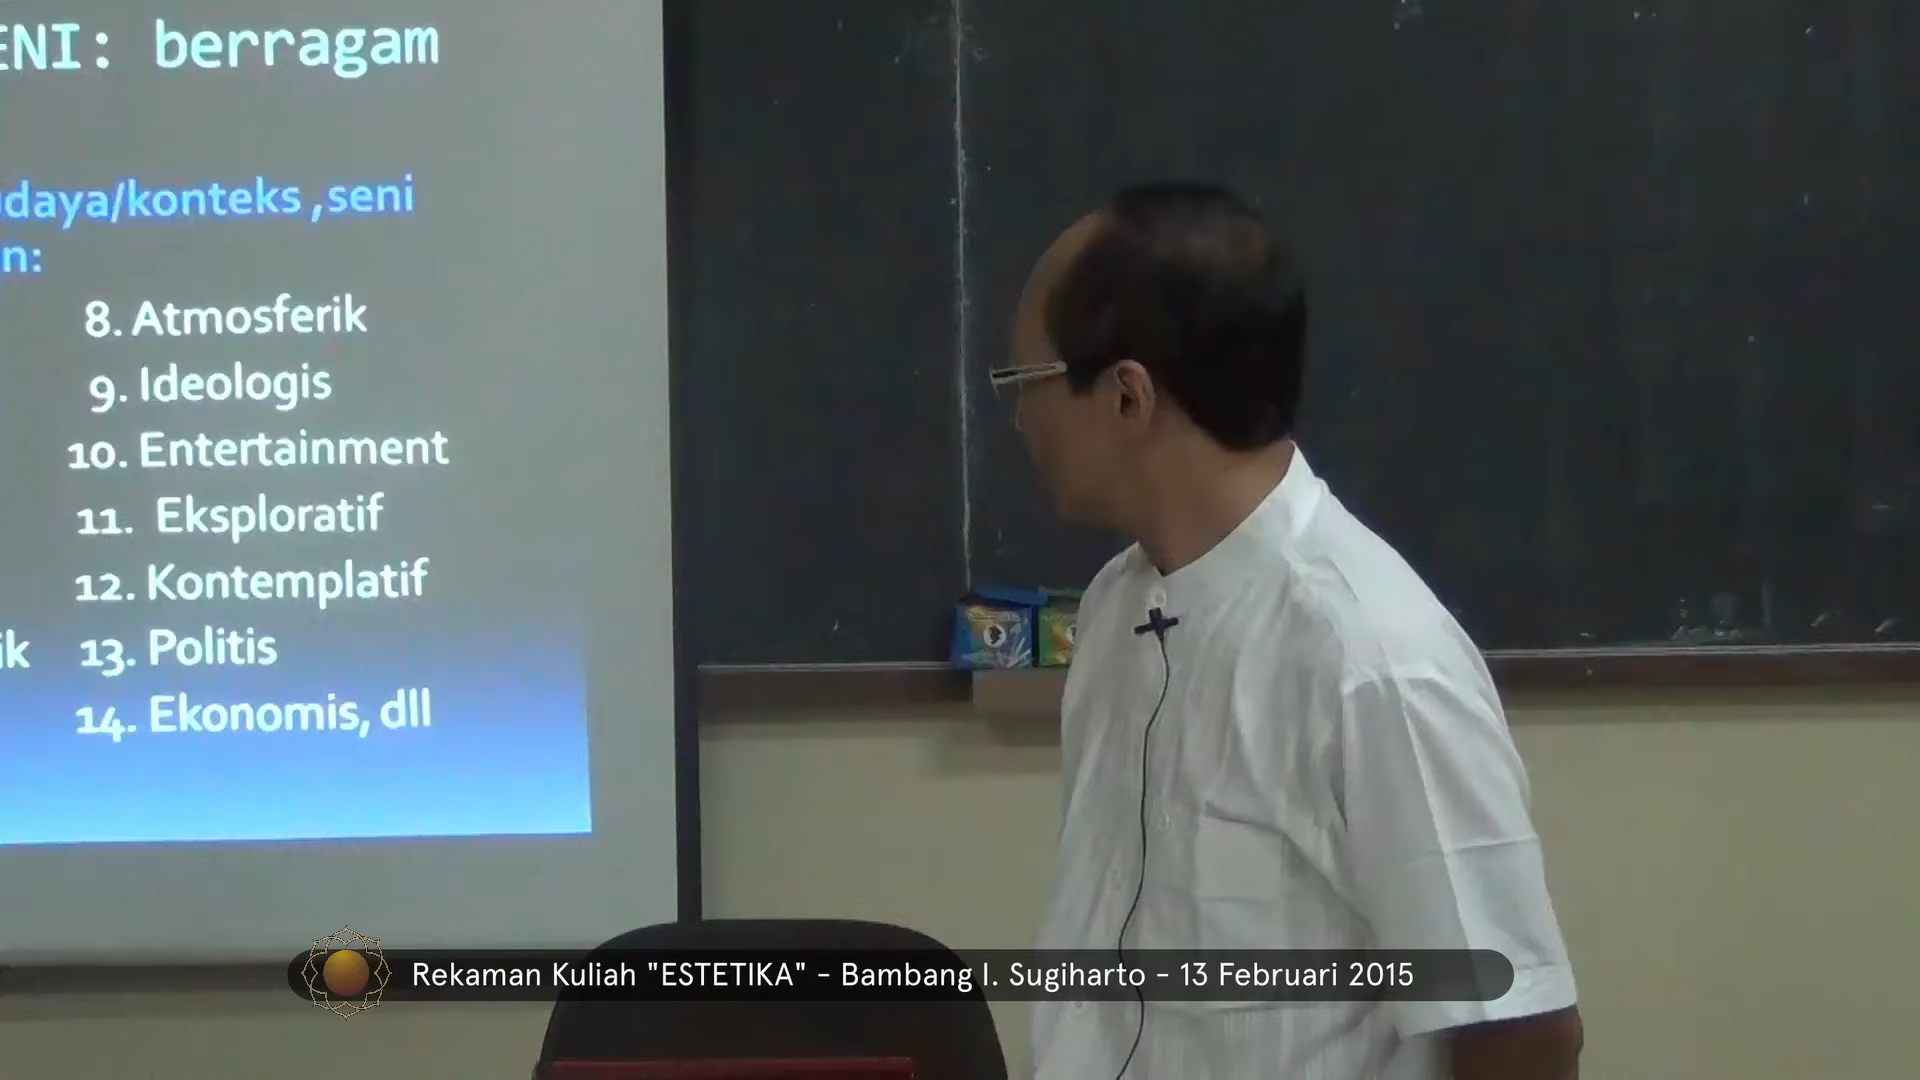 ENI: berragam
udaya/konteks ,seni
n:
8. Atmosferik
9. Ideologis
10. Entertainment
11. Eksploratif
12. Kontemplatif
ik 13. Politis
14. Ekonomis, dll
Rekaman Kuliah "ESTETIKA" - Bambang I. Sugiharto - 13 Februari 2015